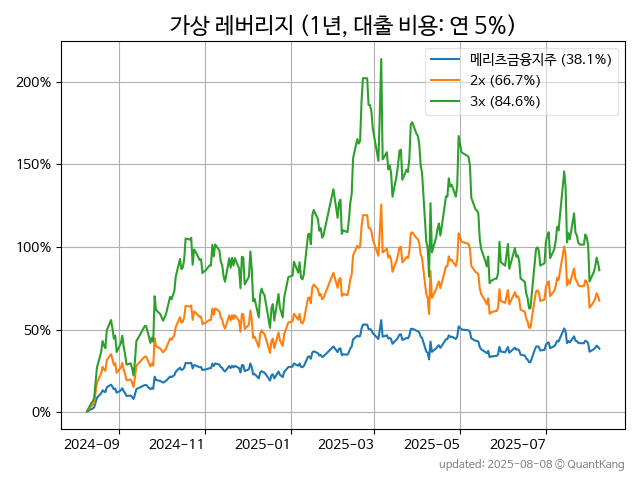 가상 레버리지 (1년, 대출 비용: 연 5%)
메리츠금융지주 (38.1%)
2x (66.7%)
3x (84.6%)
200%
150%
100%
50%
0%
2024-09 2024-11 2025-01 2025-03 2025-05 2025-07
updated: 2025-08-08 © QuantKang